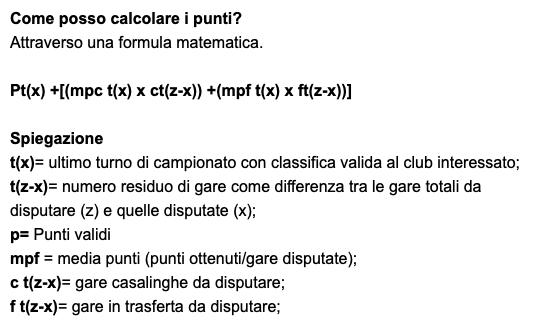 Come posso calcolare i punti?
Attraverso una formula matematica.
Pt(x) +[(mpc t(x) x ct(z-x)) +(mpf t(x) x ft(z-x))]
Spiegazione
t(x)= ultimo turno di campionato con classifica valida al club interessato;
t(z-x)= numero residuo di gare come differenza tra le gare totali da
disputare (z) e quelle disputate (x);
p= Punti validi
mpf = media punti (punti ottenuti/gare disputate);
c t(z-x)= gare casalinghe da disputare;
f t(z-x)= gare in trasferta da disputare;